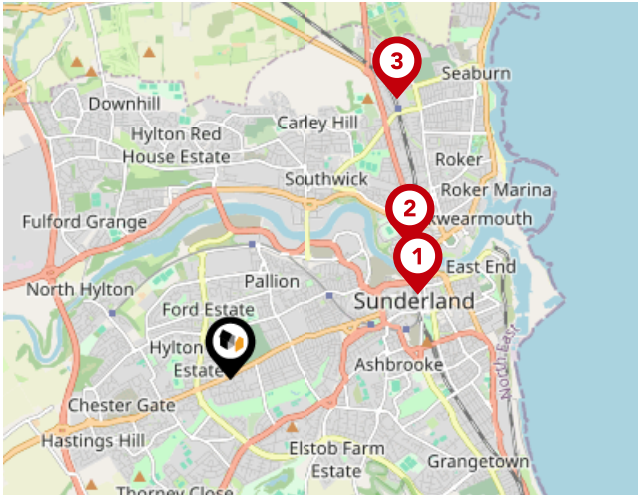 3
Seaburn
Downhill
Carley Hill
Hylton Red
House Estate
Roker
Southwick
Roker Marina
2
kwearmouth
Fulford Grange
1
East End
Pallion
North Hylton
Sunderland
Ford Estate
Hylton
Estate
North East
Ashbrooke
Chester Gate
Hastings Hill
Elstob Farm
Estate
Grangetown
Thorney Close